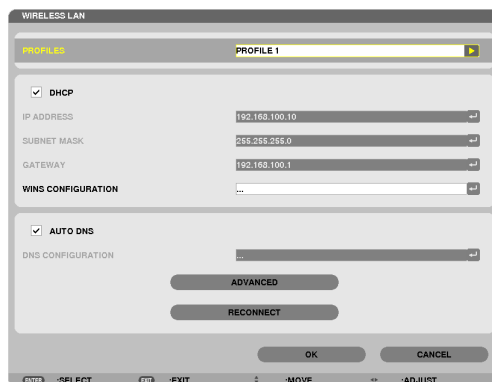 WIRELESS LAN
PROFILES PROFILE 1
DHCP
IP ADDRESS 192.168.100.10
SUBNET MASK 255.255.255.0
GATEWAY 192.168.100.1
WINS CONFIGURATION ...
AUTO DNS
DNS CONFIGURATION ...
ADVANCED
RECONNECT
OK CANCEL
ENTER :SELECT EXIT :EXIT :MOVE :ADJUST